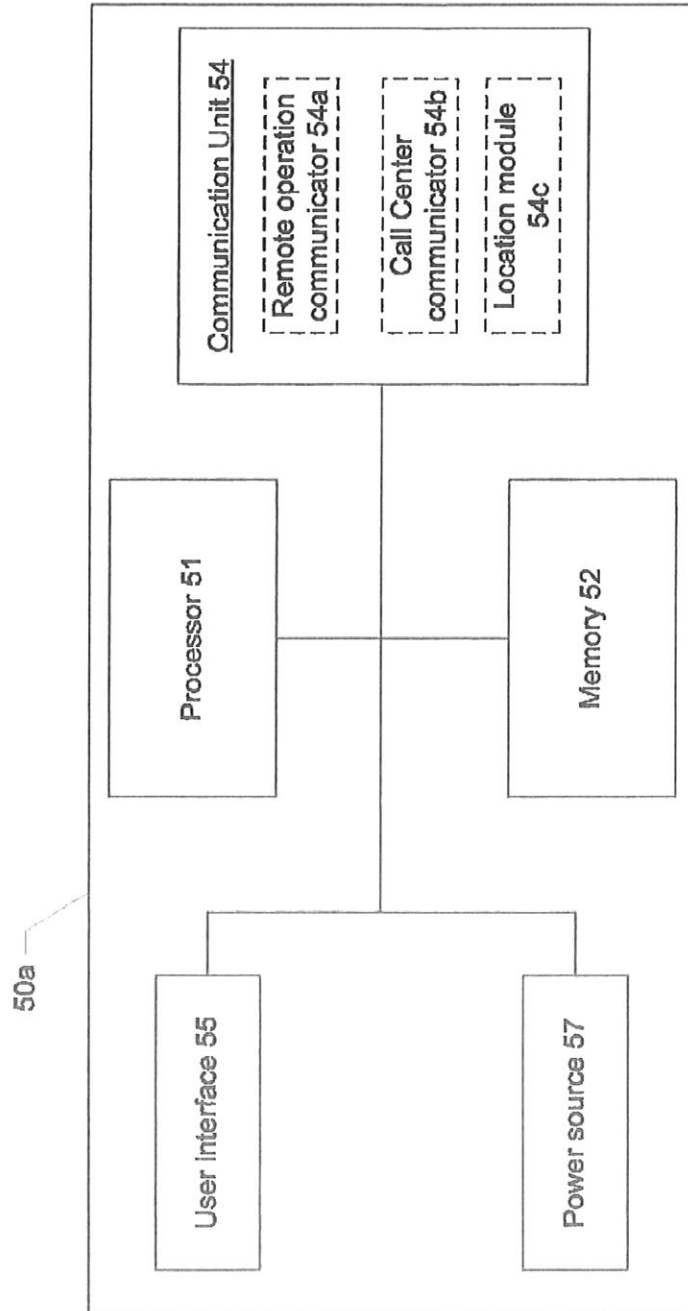 50a
User Interface 55
Power source 57
Processor 51
Memory 52
Communication Unit 54
Remote operation
communicator 54a
Call Center
communicator 54b
Location module
54c